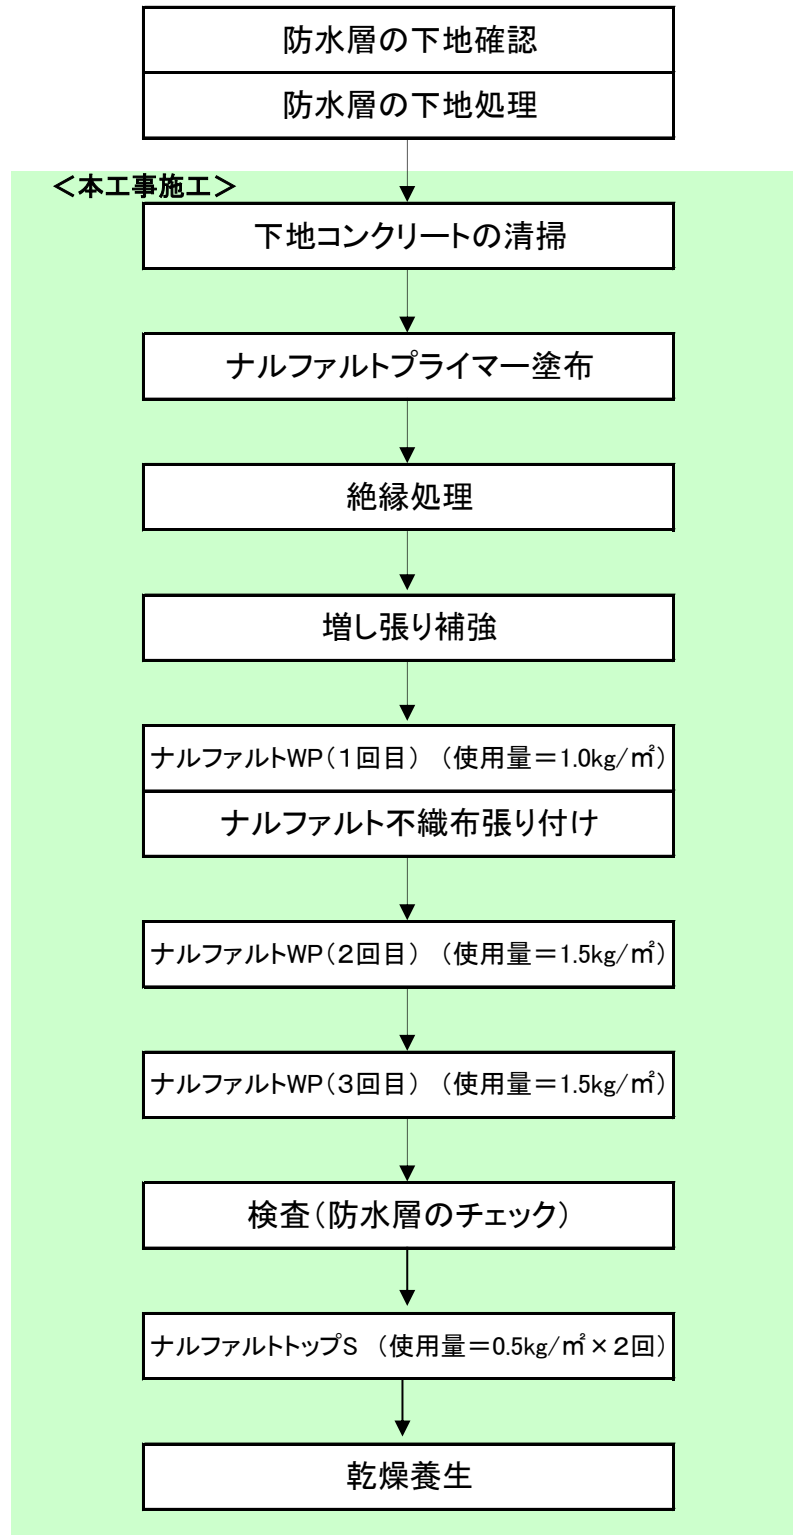 防水層の下地確認
防水層の下地処理
＜本工事施工＞
下地コンクリートの清掃
ナルファルトプライマー塗布
絶縁処理
増し張り補強
ナルファルトWP（１回目）　（使用量＝1.0kg/㎡）
ナルファルト不織布張り付け
ナルファルトWP（２回目）　（使用量＝1.5kg/㎡）
ナルファルトWP（３回目）　（使用量＝1.5kg/㎡）
検査（防水層のチェック）
ナルファルトトップS　（使用量＝0.5kg/㎡×２回）
乾燥養生